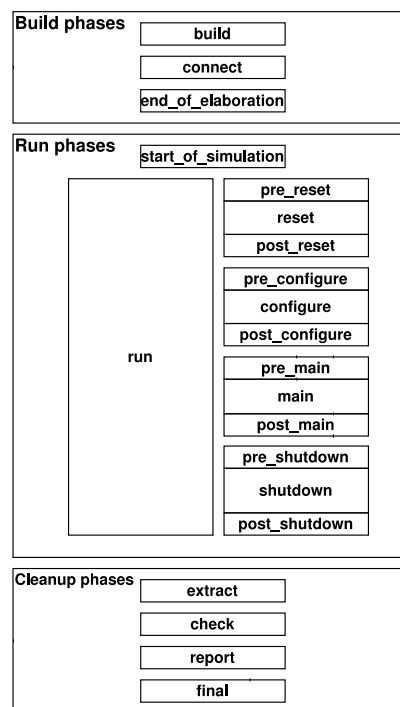 Build phases
build
connect
end_of_elaboration
Run phases
start_of_simulation
run
pre_reset
reset
post_reset
pre_configure
configure
post_configure
pre_main
main
post_main
pre_shutdown
shutdown
post_shutdown
Cleanup phases
extract
check
report
final